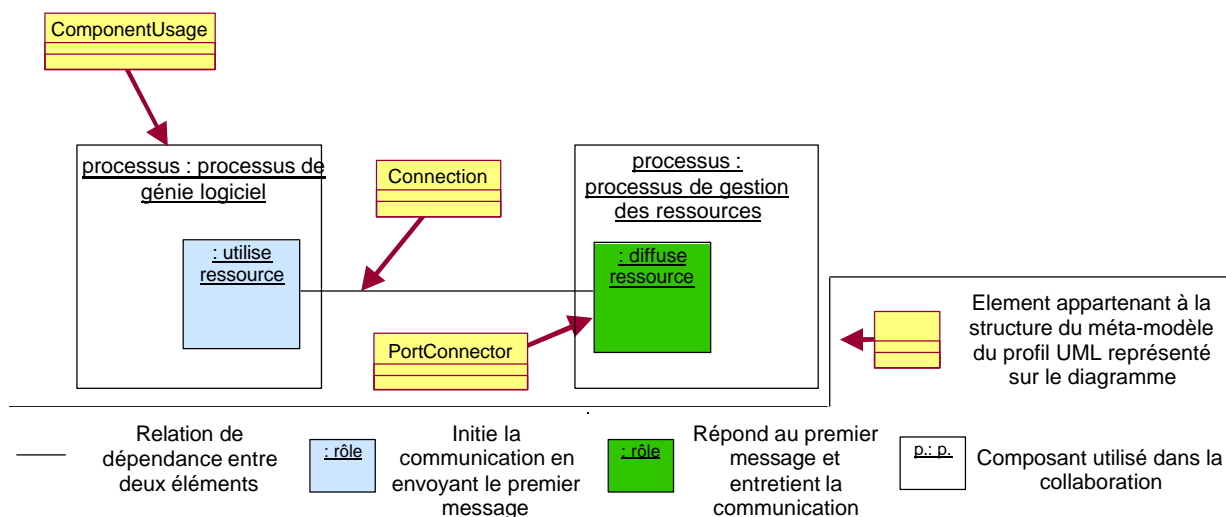 ComponentUsage
processus : processus de
génie logiciel
Connection
processus :
processus de gestion
des ressources
: utilise
ressource
: diffuse
ressource
PortConnector
Element appartenant à la
structure du méta-modèle
du profil UML représenté
sur le diagramme
Relation de
dépendance entre
deux éléments
: rôle
Initie la
communication en
envoyant le premier
message
: rôle
Répond au premier
message et
entretient la
communication
p.: p.
Composant utilisé dans la
collaboration